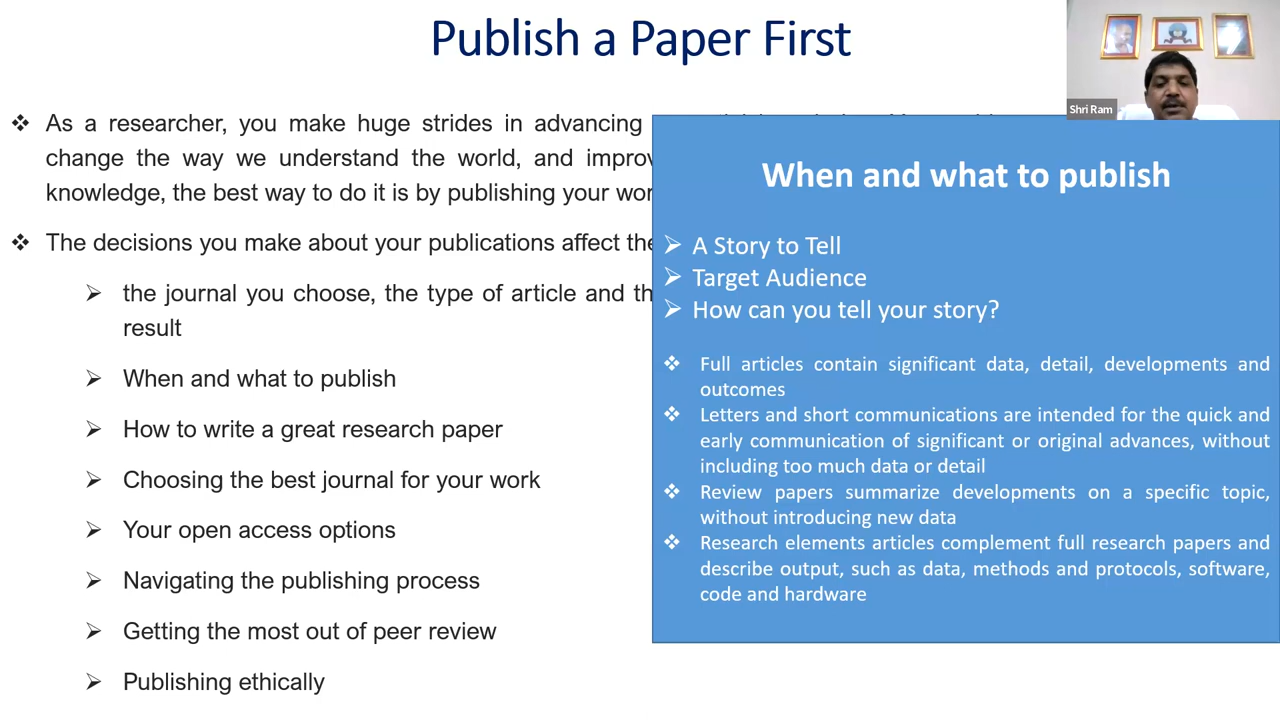 Publish a Paper First
Shri Ram
❖ As a researcher, you make huge strides in advancing
change the way we understand the world, and improv
knowledge, the best way to do it is by publishing your wor
❖ The decisions you make about your publications affect the
➢ the journal you choose, the type of article and th
result
➢ When and what to publish
➢ How to write a great research paper
➢ Choosing the best journal for your work
➢ Your open access options
➢ Navigating the publishing process
➢ Getting the most out of peer review
➢ Publishing ethically
When and what to publish
➢ A Story to Tell
➢ Target Audience
➢ How can you tell your story?
❖ Full articles contain significant data, detail, developments and
outcomes
❖ Letters and short communications are intended for the quick and
early communication of significant or original advances, without
including too much data or detail
❖ Review papers summarize developments on a specific topic,
without introducing new data
❖ Research elements articles complement full research papers and
describe output, such as data, methods and protocols, software,
code and hardware